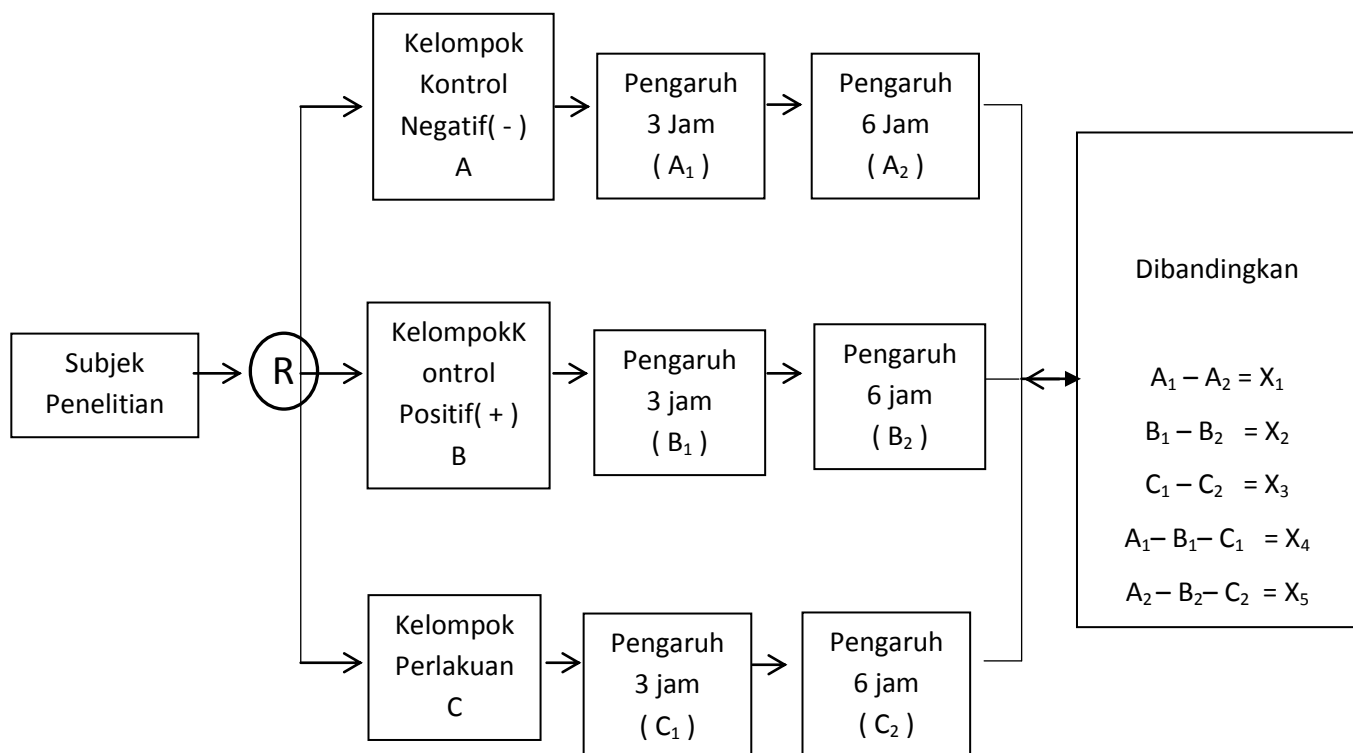 Subjek
Penelitian
R
Kelompok
Kontrol
Negatif( - )
A
Pengaruh
3 Jam
( A₁ )
Pengaruh
6 Jam
( A₂ )
KelompokK
ontrol
Positif( + )
B
Pengaruh
3 jam
( B₁ )
Pengaruh
6 jam
( B₂ )
Kelompok
Perlakuan
C
Pengaruh
3 jam
( C₁ )
Pengaruh
6 jam
( C₂ )
Dibandingkan
A₁ – A₂ = X₁
B₁ – B₂ = X₂
C₁ – C₂ = X₃
A₁– B₁– C₁ = X₄
A₂– B₂– C₂ = X₅